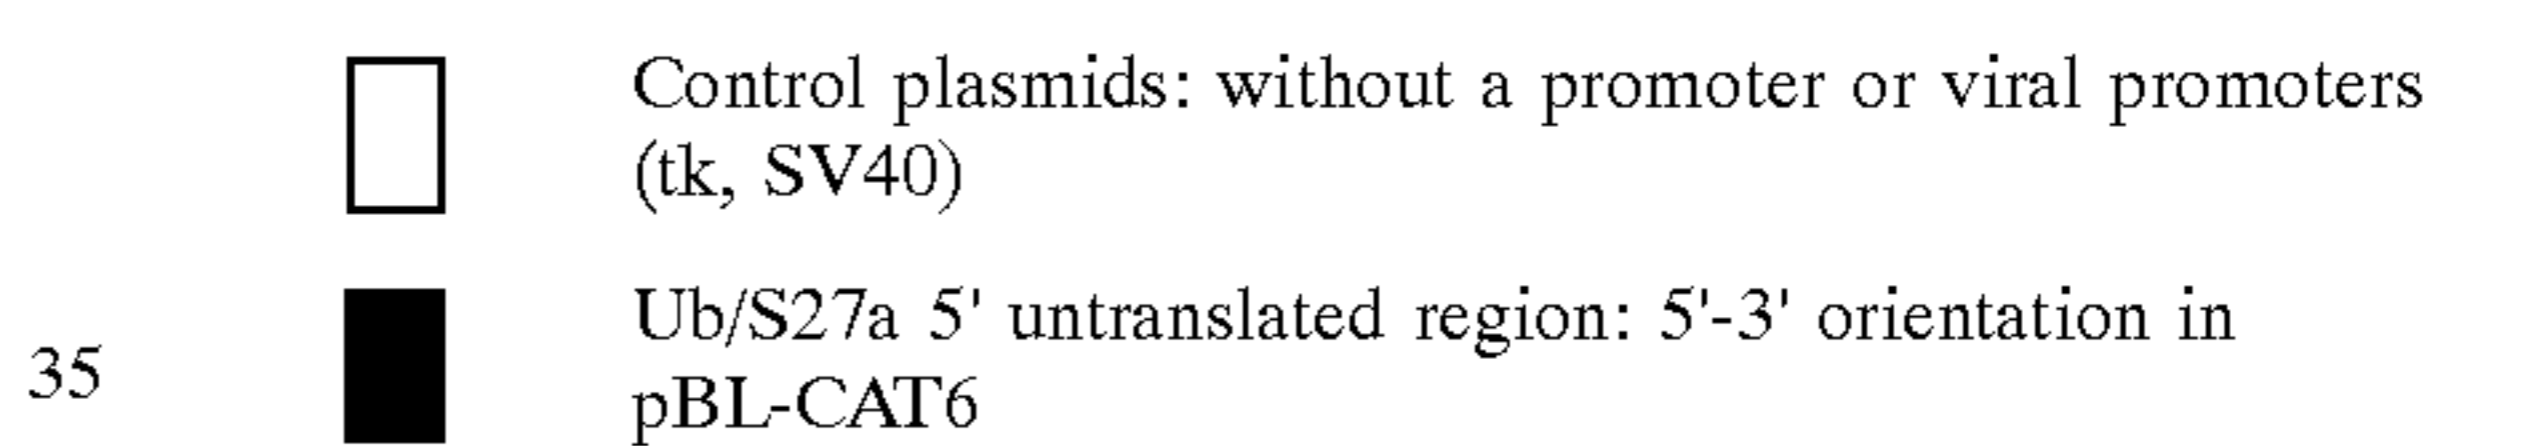 Control plasmids: without a promoter or viral promoters
(tk, SV40)
Ub/S27a 5' untranslated region: 5'-3' orientation in
35
pBL-CAT6